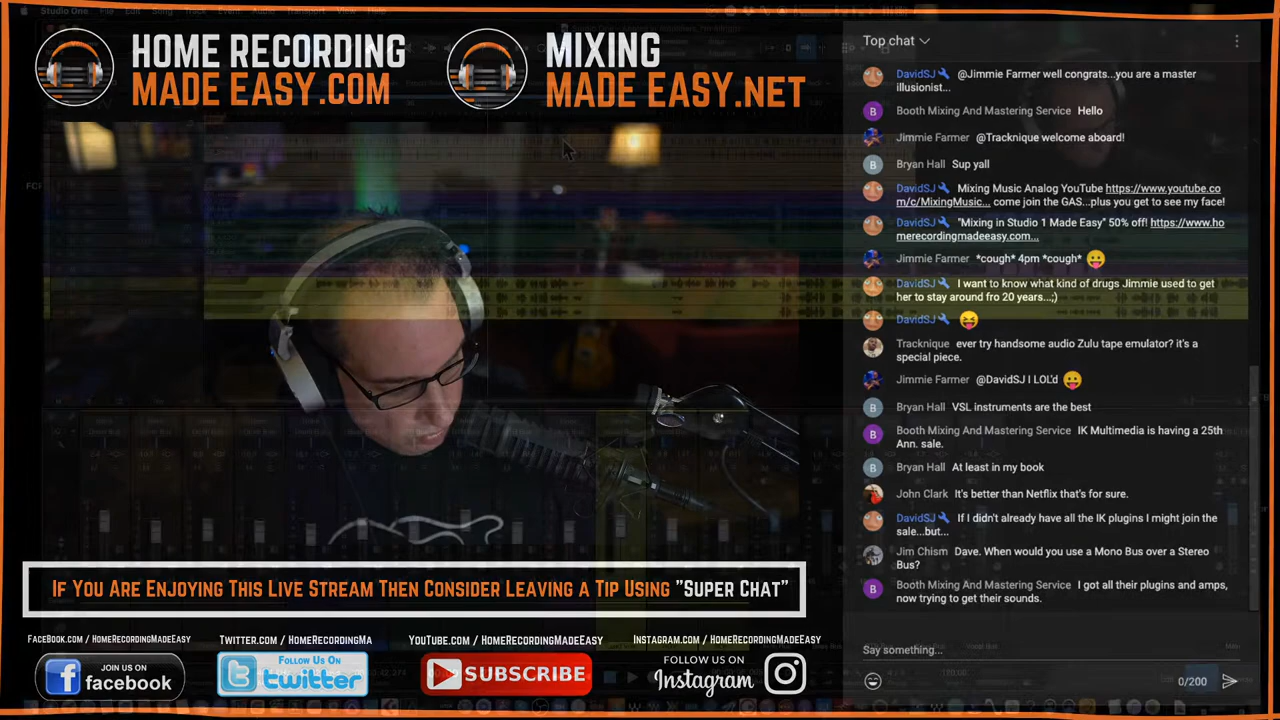 Studio One File Edit Song Track Event Audio Transport View Help
HOME RECORDING
MADE EASY.COM
MIXING
MADE EASY.NET
IF YOU ARE ENJOYING THIS LIVE STREAM THEN CONSIDER LEAVING A TIP USING "SUPER CHAT"
FACEBOOK.COM / HOMERECORDINGMADEEASY
TWITTER.COM / HOMERECORDINGMA
YOUTUBE.COM / HOMERECORDINGMADEEASY
INSTAGRAM.COM / HOMERECORDINGMADEEASY
JOIN US ON
facebook
FOLLOW US ON
twitter
SUBSCRIBE
FOLLOW US ON
Instagram
Top chat
DavidSJ @Jimmie Farmer well congrats...you are a master
illusionist...
B Booth Mixing And Mastering Service Hello
Jimmie Farmer @Tracknique welcome aboard!
B Bryan Hall Sup yall
DavidSJ Mixing Music Analog YouTube https://www.youtube.co
m/c/MixingMusic... come join the GAS...plus you get to see my face!
DavidSJ "Mixing in Studio 1 Made Easy" 50% off! https://www.ho
merecordingmadeeasy.com...
Jimmie Farmer *cough* 4pm *cough* 😛
DavidSJ I want to know what kind of drugs Jimmie used to get
her to stay around fro 20 years...;)
DavidSJ 😝
Tracknique ever try handsome audio Zulu tape emulator? it's a
special piece.
Jimmie Farmer @DavidSJ I LOL'd 😛
B Bryan Hall VSL instruments are the best
B Booth Mixing And Mastering Service IK Multimedia is having a 25th
Ann. sale.
B Bryan Hall At least in my book
John Clark It's better than Netflix that's for sure.
DavidSJ If I didn't already have all the IK plugins I might join the
sale...but...
Jim Chism Dave. When would you use a Mono Bus over a Stereo
Bus?
B Booth Mixing And Mastering Service I got all their plugins and amps,
now trying to get their sounds.
Say something...
0/200